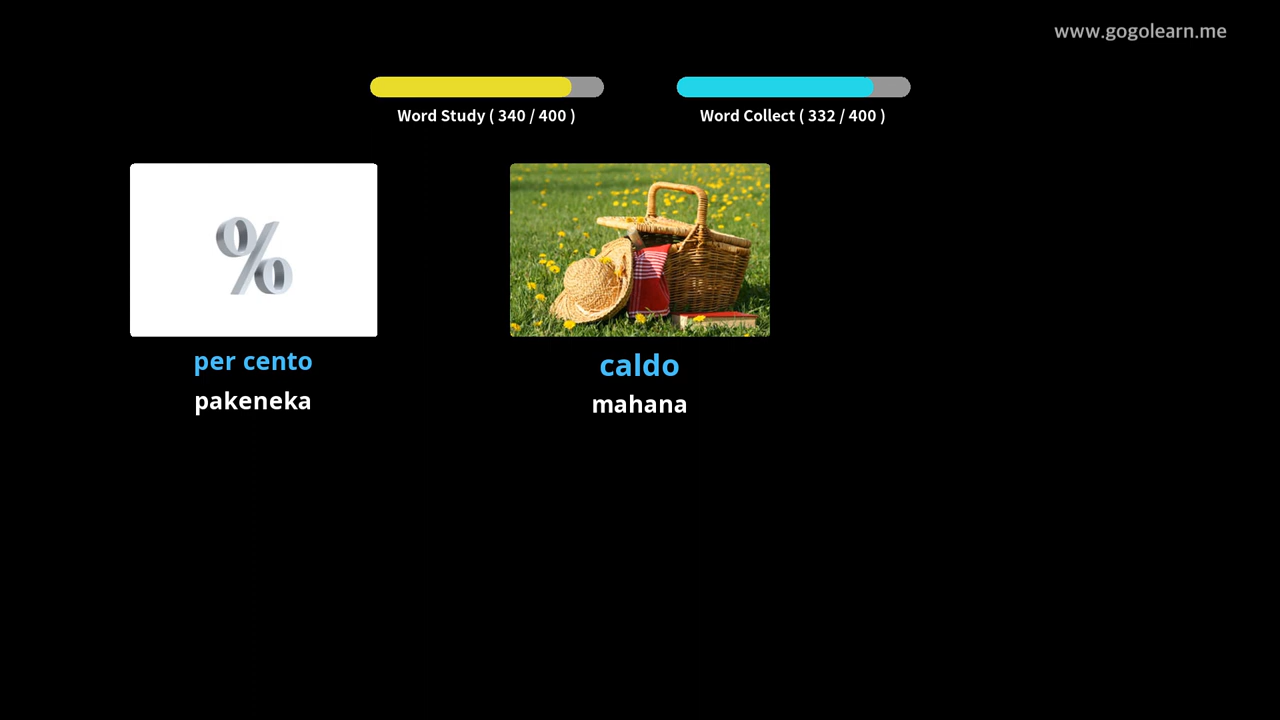 www.gogolearn.me
Word Study ( 340 / 400 )
Word Collect ( 332 / 400 )
%
per cento
pakeneka
caldo
mahana